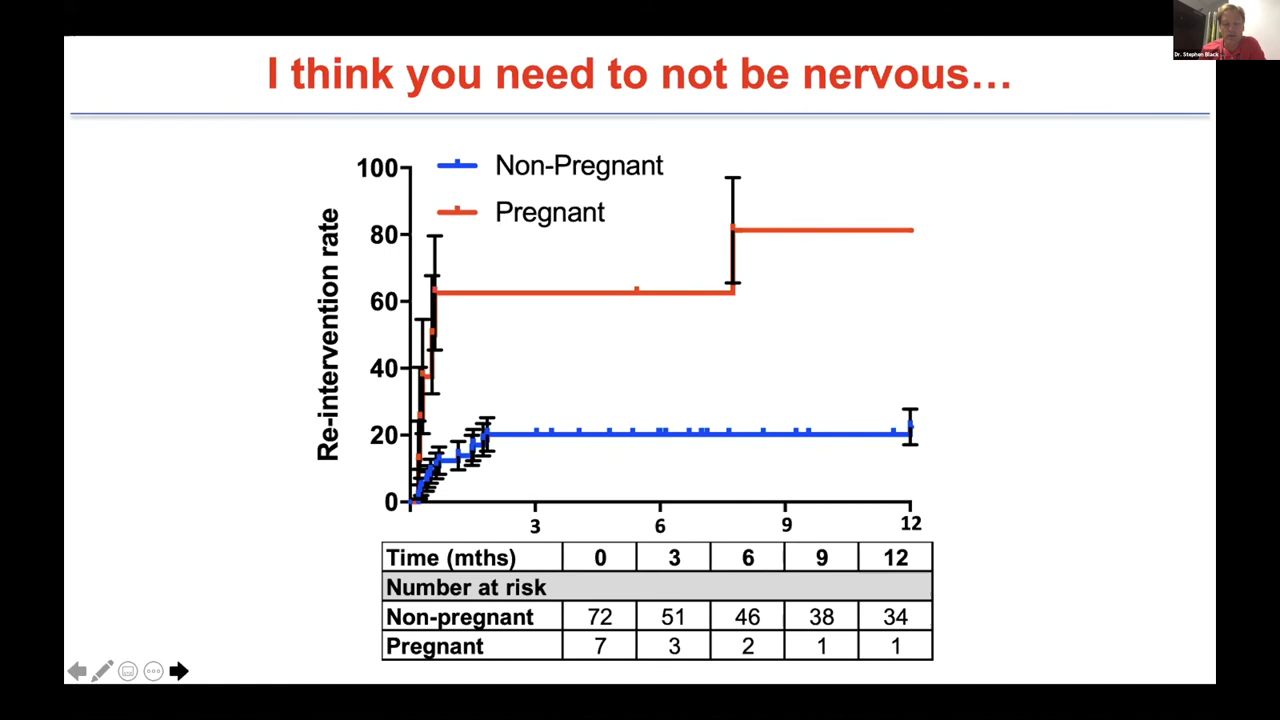 Dr. Stephen Black
I think you need to not be nervous…
Non-Pregnant
Pregnant
Re-intervention rate
100
80
60
40
20
0
3 6 9 12
Time (mths) 0 3 6 9 12
Number at risk
Non-pregnant 72 51 46 38 34
Pregnant 7 3 2 1 1